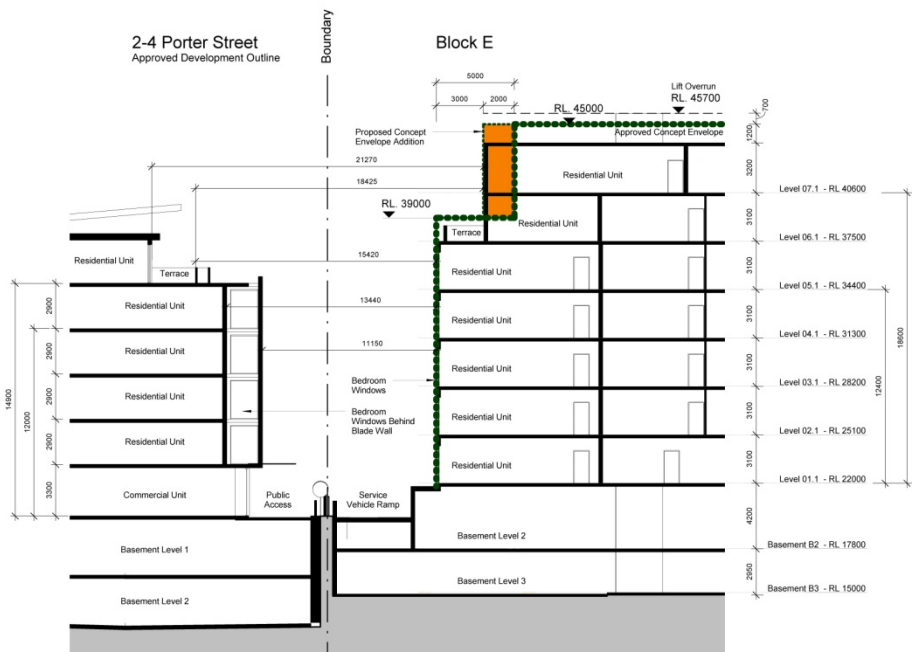 2-4 Porter Street
Approved Development Outline
Boundary
Block E
5000
3000
2000
Lift Overrun
RL. 45700
RL. 45000
700
Proposed Concept
Envelope Addition
Approved Concept Envelope
1200
21270
18425
Residential Unit
3200
RL. 39000
Level 07.1 - RL 40600
Residential Unit
3100
Terrace
Level 06.1 - RL 37500
Residential Unit
Terrace
15420
Residential Unit
3100
Level 05.1 - RL 34400
2900
Residential Unit
13440
Residential Unit
3100
Level 04.1 - RL 31300
18600
2900
Residential Unit
11150
Residential Unit
3100
12400
Level 03.1 - RL 28200
14900
12000
2900
Residential Unit
Bedroom
Windows
Bedroom
Windows Behind
Blade Wall
Residential Unit
3100
Level 02.1 - RL 25100
2900
Residential Unit
Residential Unit
3100
Level 01.1 - RL 22000
3300
Commercial Unit
Public
Access
Service
Vehicle Ramp
4200
Basement Level 1
Basement Level 2
Basement B2 - RL 17800
Basement Level 2
Basement Level 3
2950
Basement B3 - RL 15000